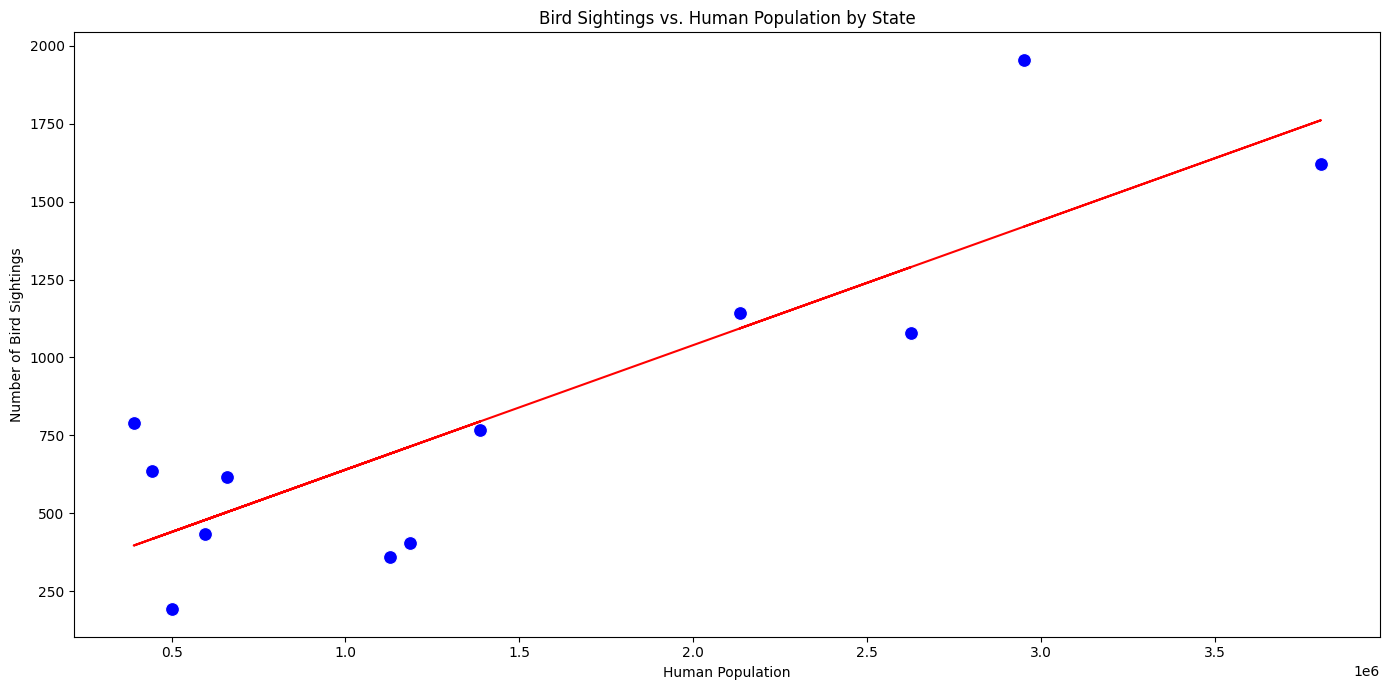 Bird Sightings vs. Human Population by State
2000
1750
1500
1250
1000
750
500
250
Number of Bird Sightings
0.5 1.0 1.5 2.0 2.5 3.0 3.5
1e6
Human Population